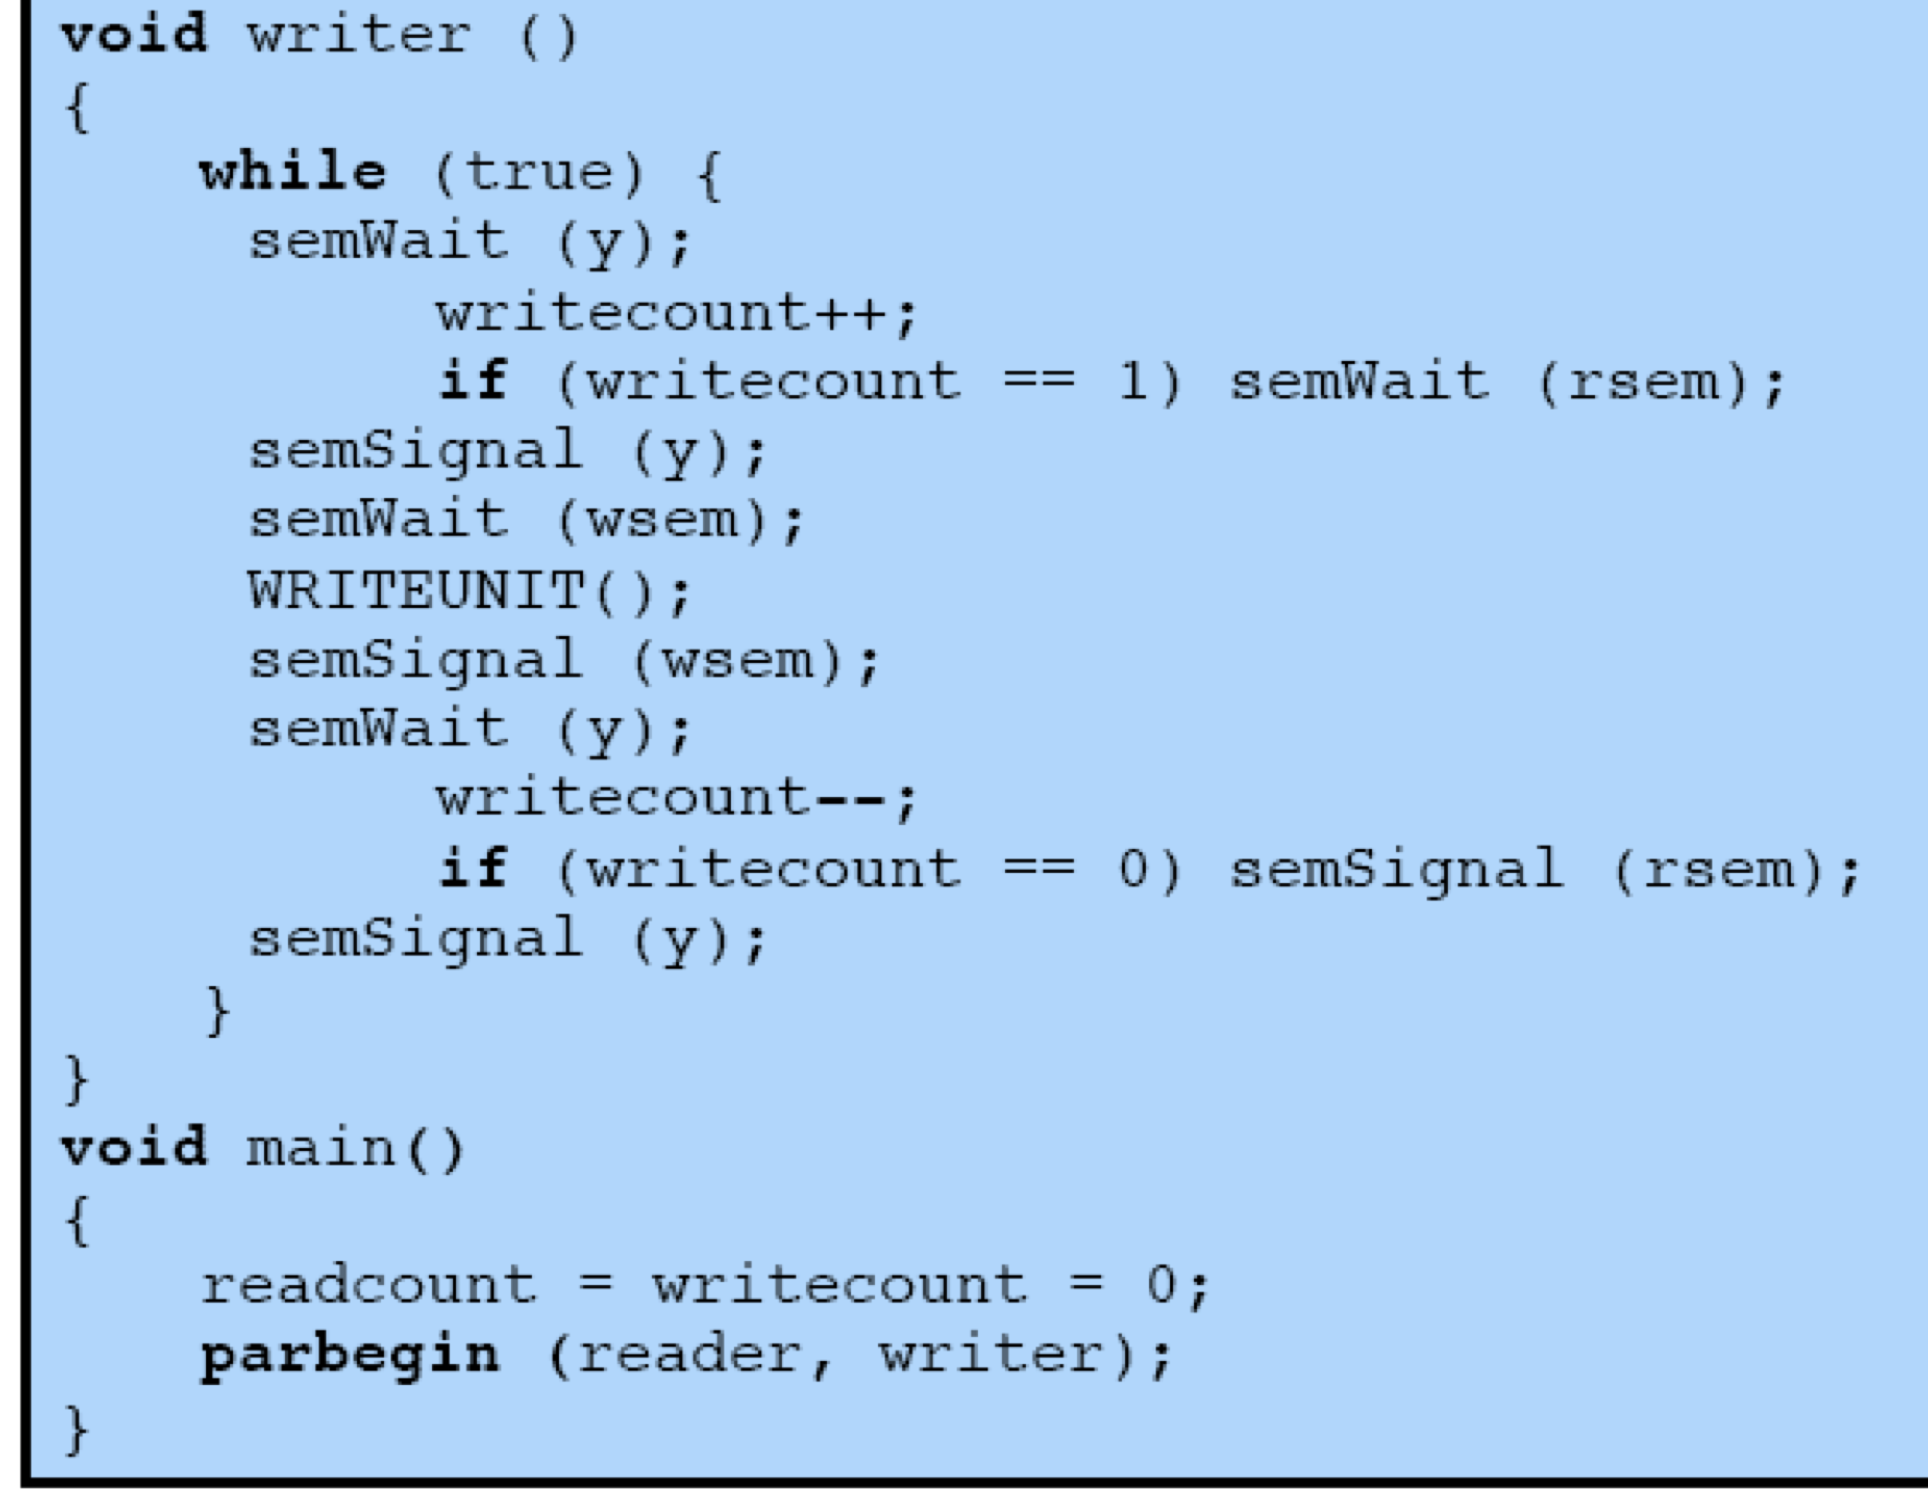 void writer ()
{
    while (true) {
     semWait (y);
          writecount++;
          if (writecount == 1) semWait (rsem);
     semSignal (y);
     semWait (wsem);
     WRITEUNIT();
     semSignal (wsem);
     semWait (y);
          writecount--;
          if (writecount == 0) semSignal (rsem);
     semSignal (y);
    }
}
void main()
{
    readcount = writecount = 0;
    parbegin (reader, writer);
}